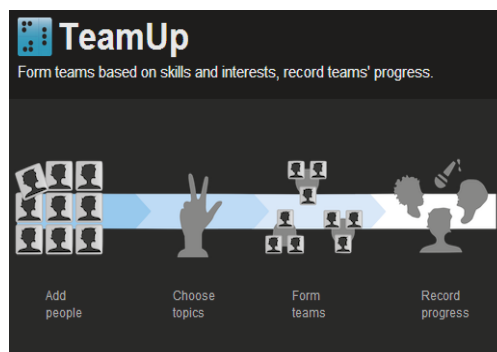 TeamUp
Form teams based on skills and interests, record teams' progress.
Add
people
Choose
topics
Form
teams
Record
progress